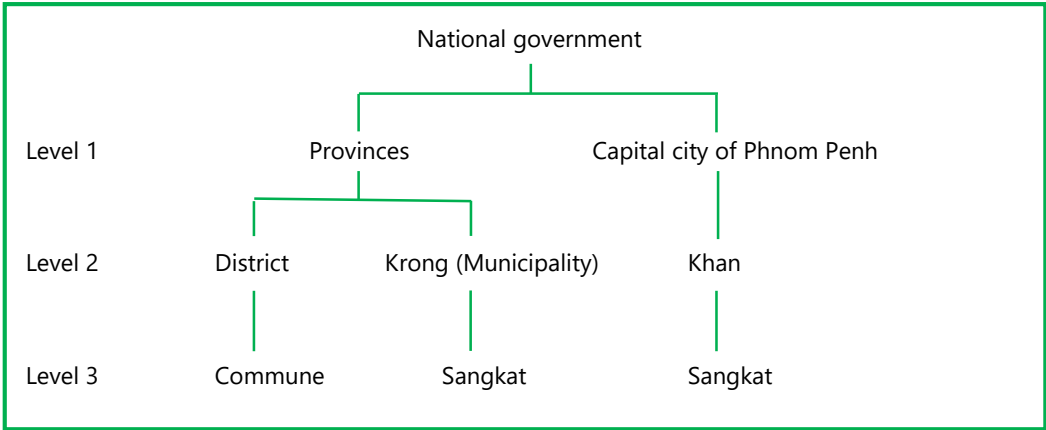 National government
Level 1 Provinces Capital city of Phnom Penh
Level 2 District Krong (Municipality) Khan
Level 3 Commune Sangkat Sangkat